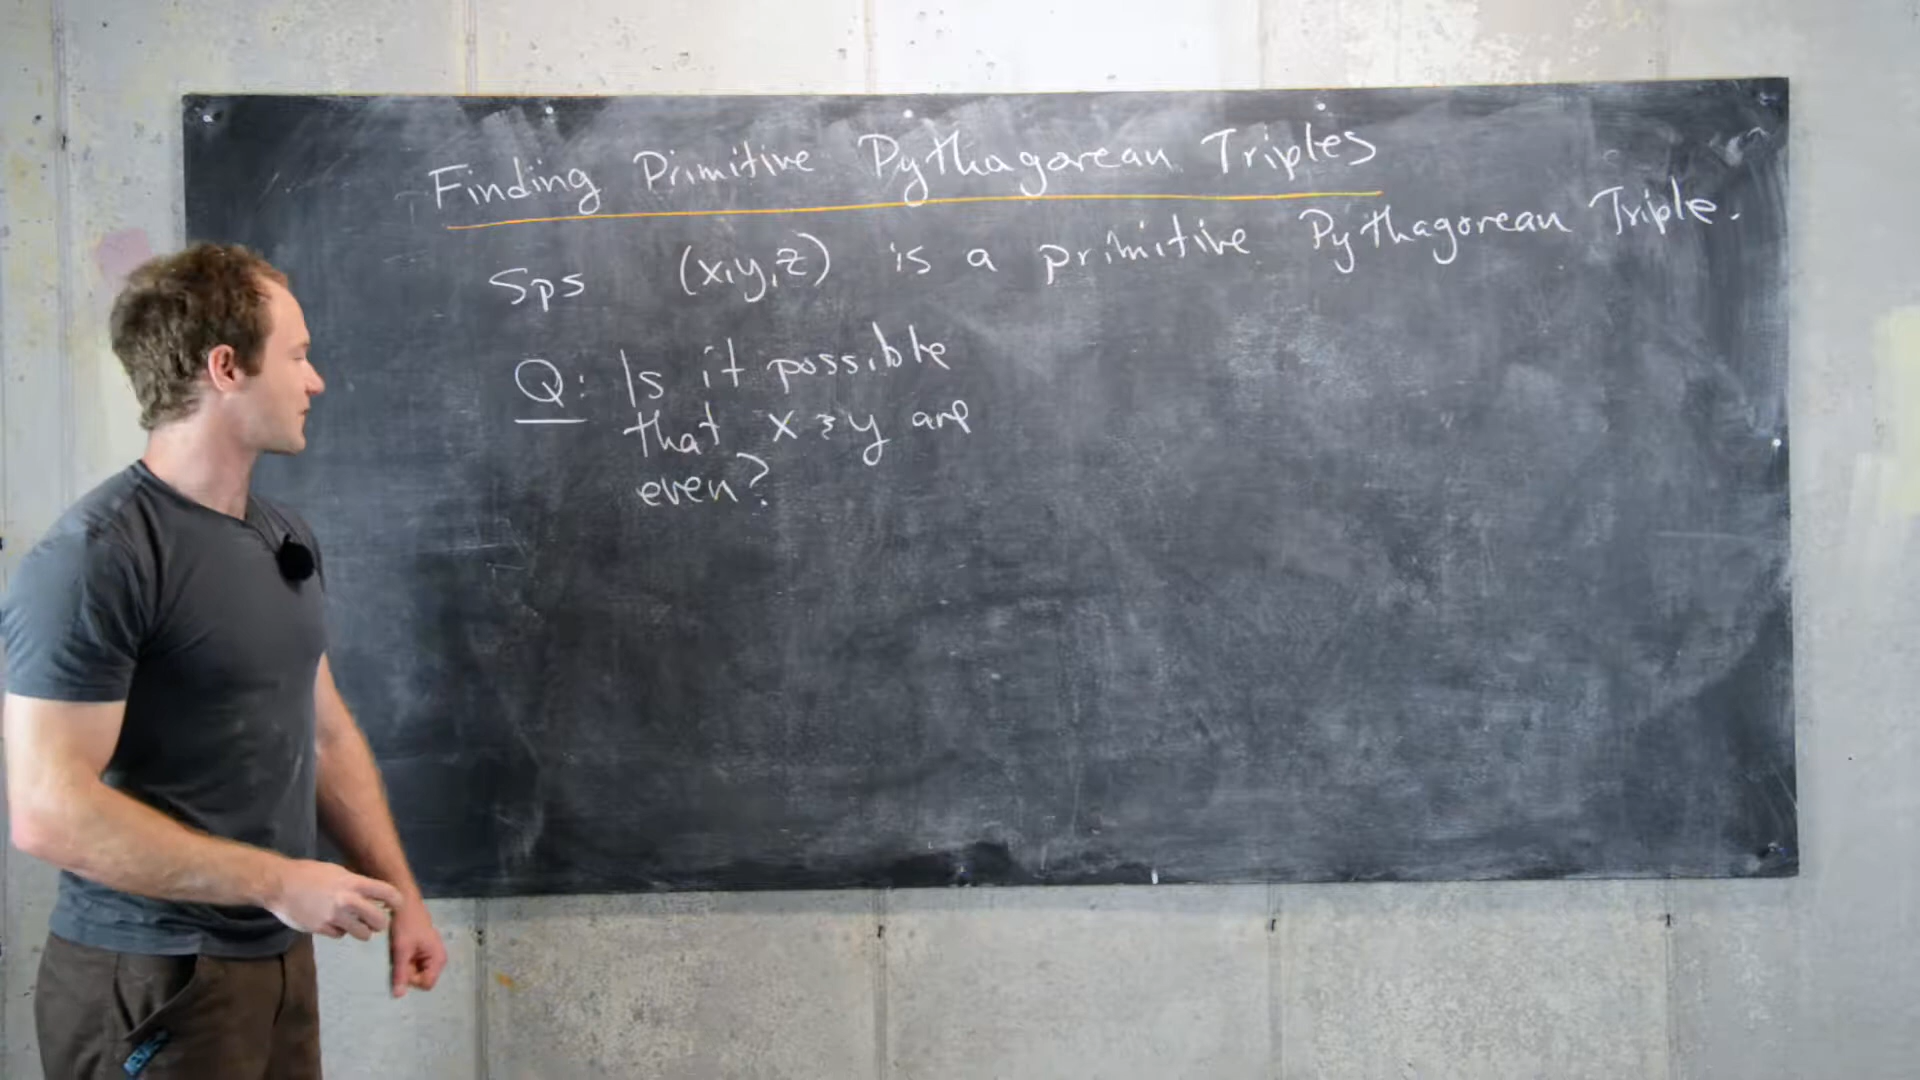 Finding Primitive Pythagorean Triples
Sps (x,y,z) is a primitive Pythagorean Triple.
Q: Is it possible
that x & y are
even?